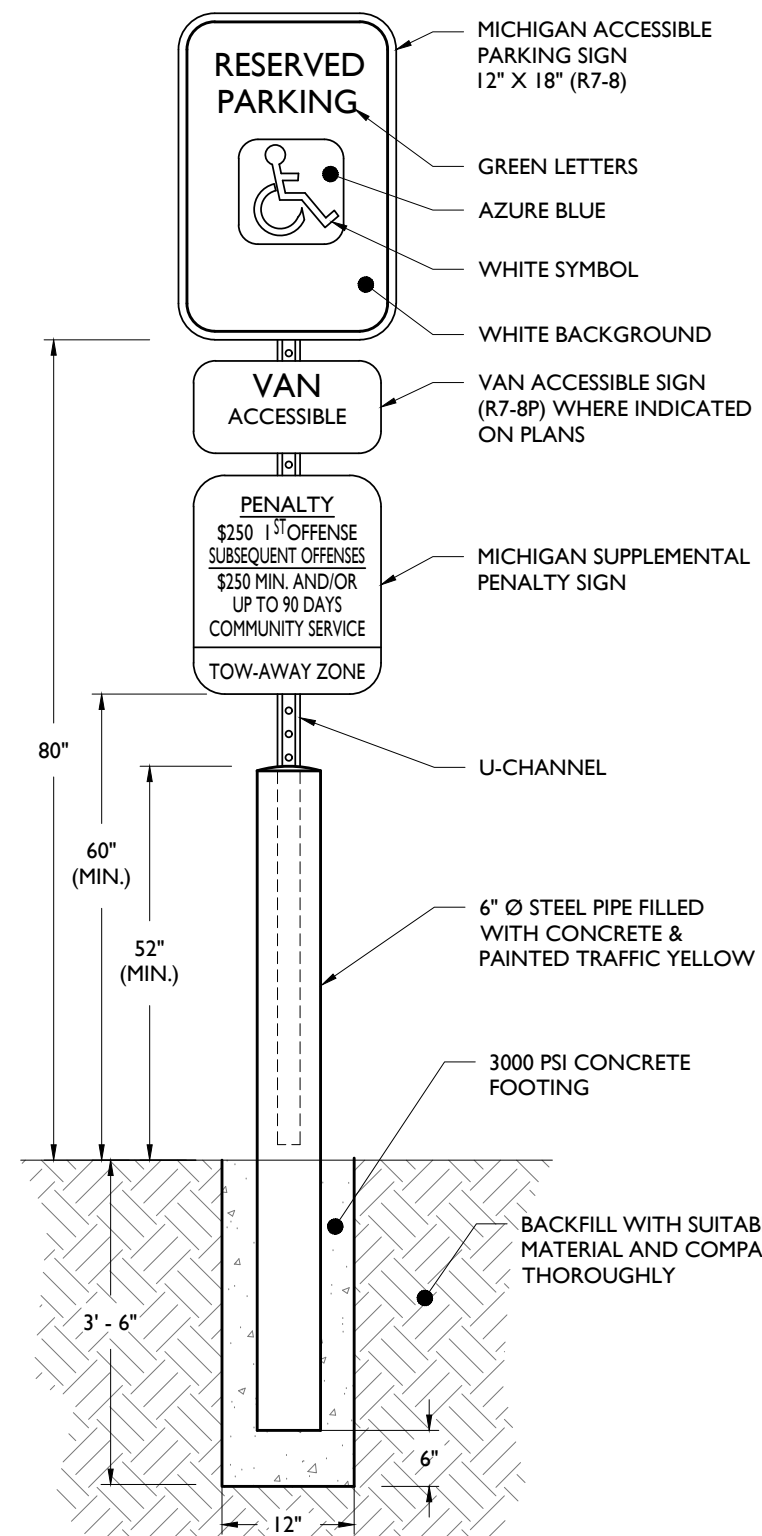 RESERVED
PARKING
MICHIGAN ACCESSIBLE
PARKING SIGN
12" X 18" (R7-8)
GREEN LETTERS
AZURE BLUE
WHITE SYMBOL
WHITE BACKGROUND
VAN
ACCESSIBLE
VAN ACCESSIBLE SIGN
(R7-8P) WHERE INDICATED
ON PLANS
PENALTY
$250 1ST OFFENSE
SUBSEQUENT OFFENSES
$250 MIN. AND/OR
UP TO 90 DAYS
COMMUNITY SERVICE
TOW-AWAY ZONE
MICHIGAN SUPPLEMENTAL
PENALTY SIGN
U-CHANNEL
80"
60"
(MIN.)
52"
(MIN.)
6" Ø STEEL PIPE FILLED
WITH CONCRETE &
PAINTED TRAFFIC YELLOW
3000 PSI CONCRETE
FOOTING
BACKFILL WITH SUITAB
MATERIAL AND COMPA
THOROUGHLY
3' - 6"
6"
12"